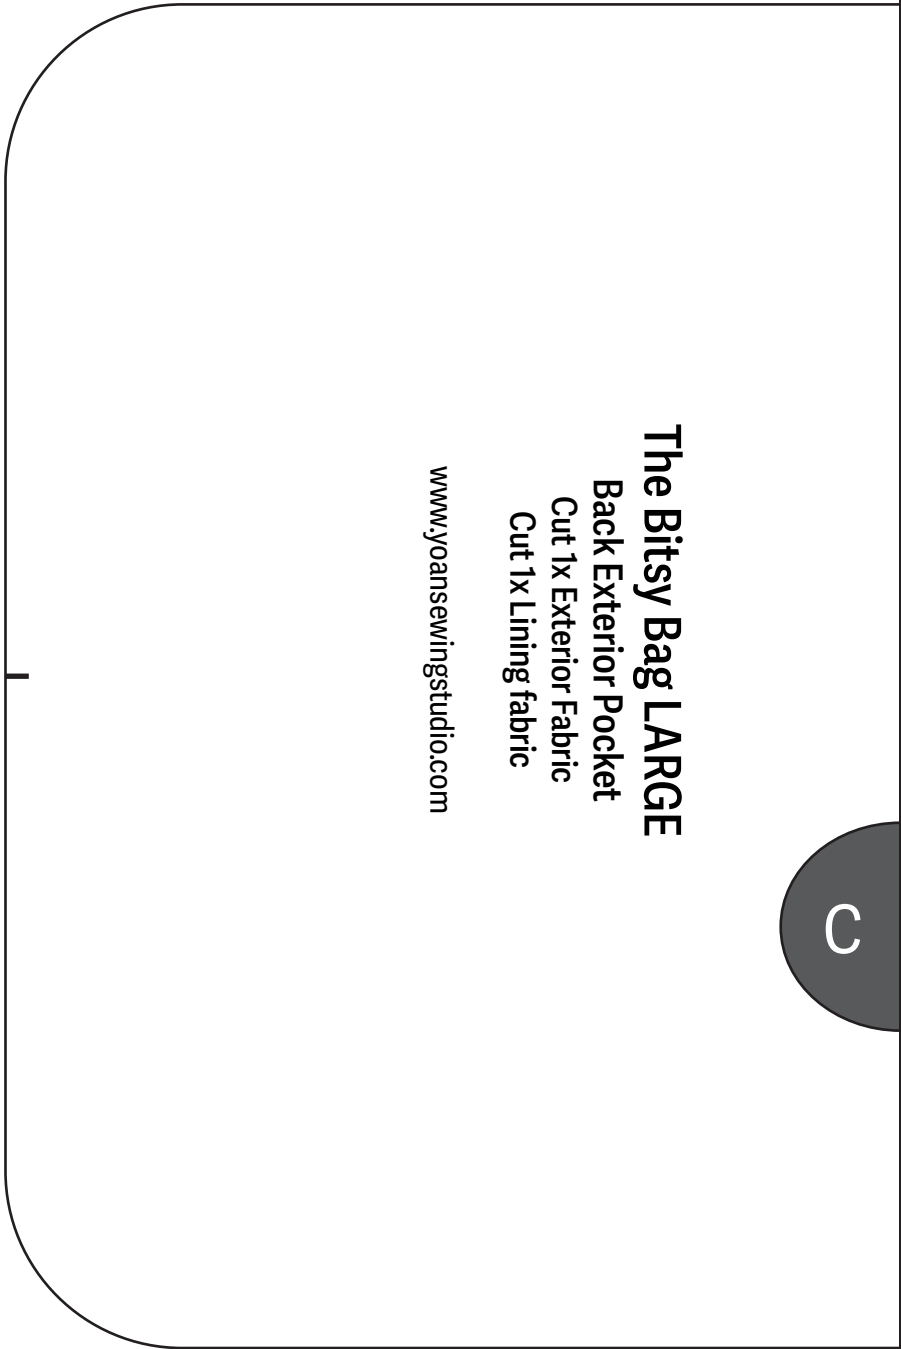 The Bitsy Bag LARGE
Back Exterior Pocket
Cut 1x Exterior Fabric
Cut 1x Lining fabric
www.yoansewingstudio.com
C